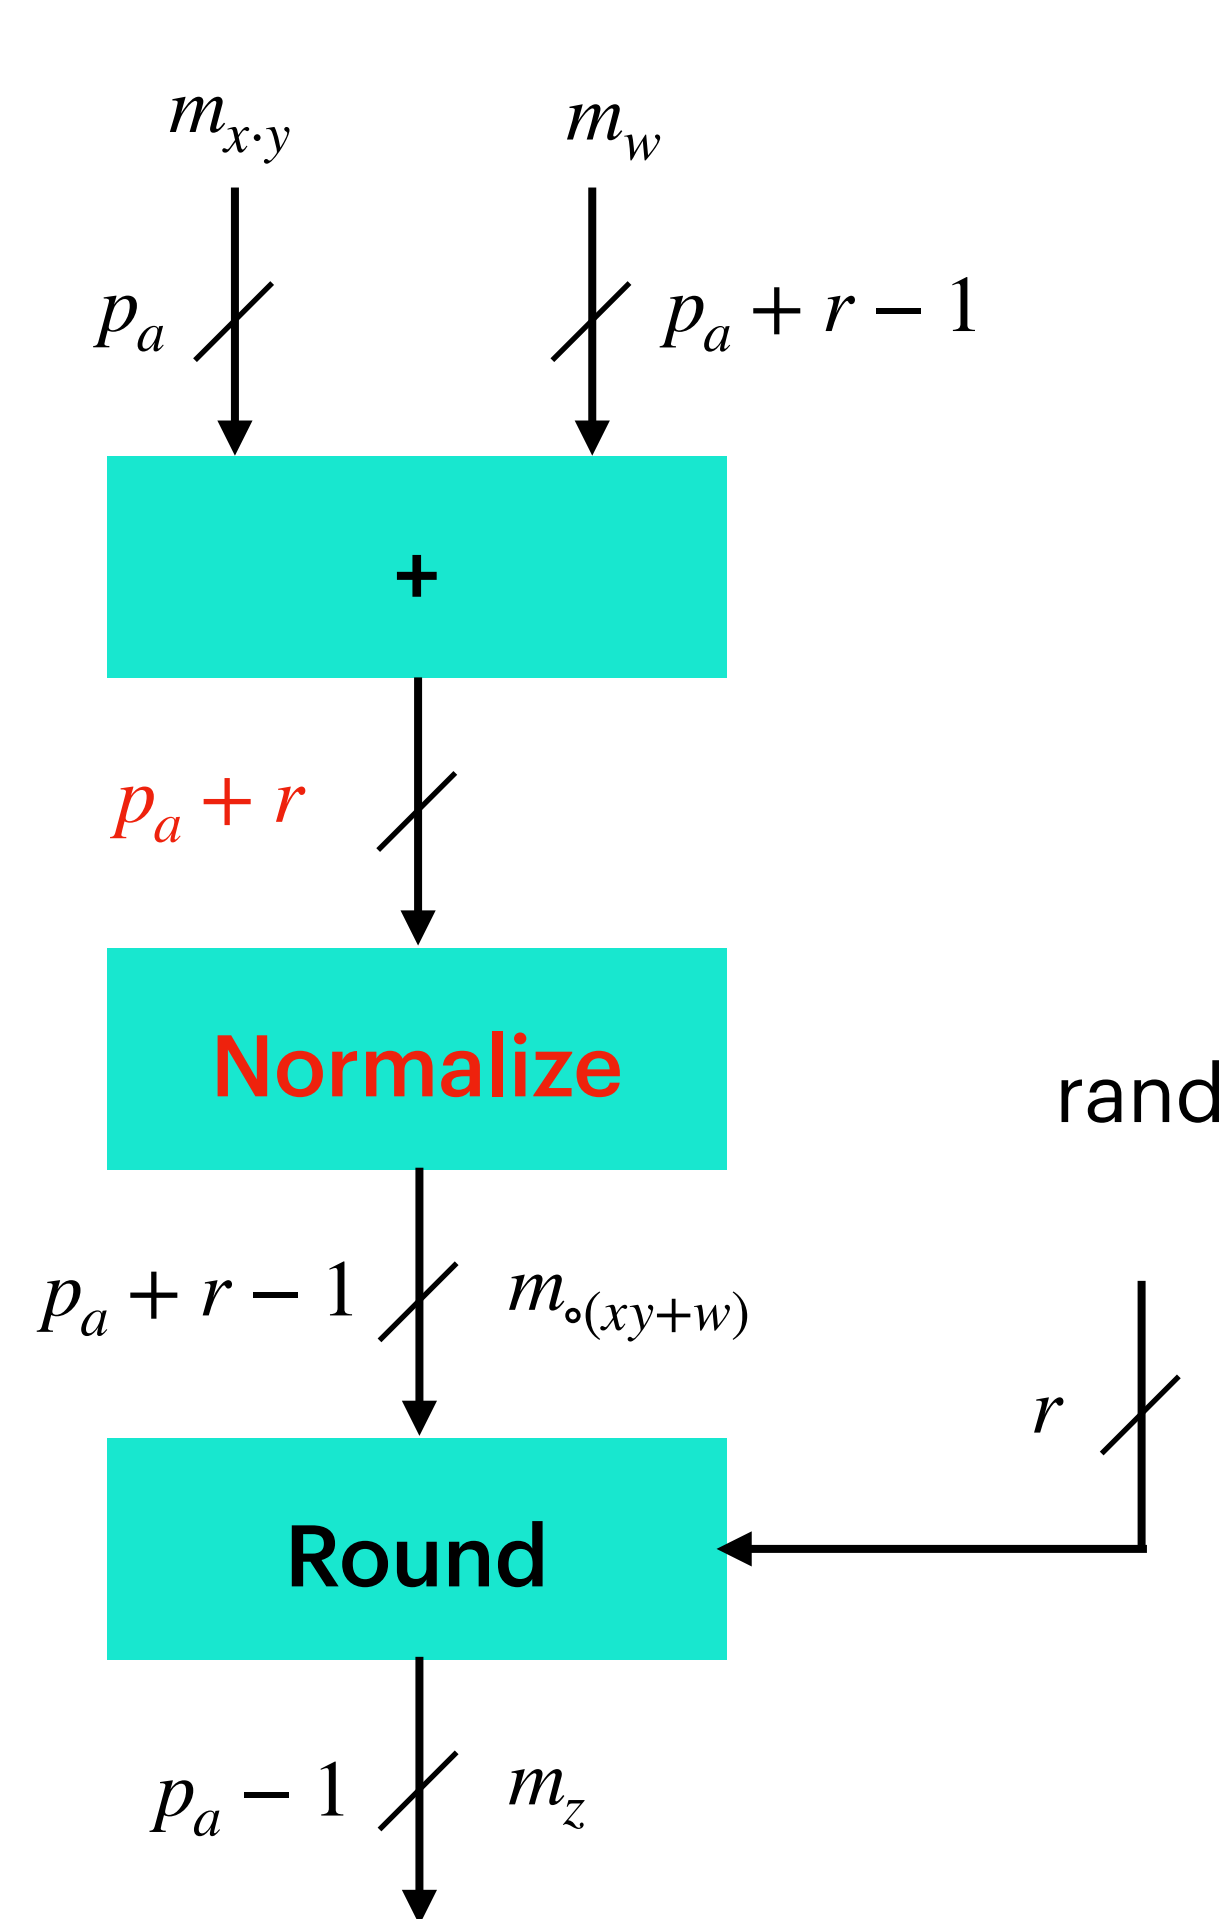 m_{x·y} m_w
p_a p_a + r − 1
+
p_a + r
Normalize
rand
p_a + r − 1 m_{∘(xy+w)}
r
Round
p_a − 1 m_z